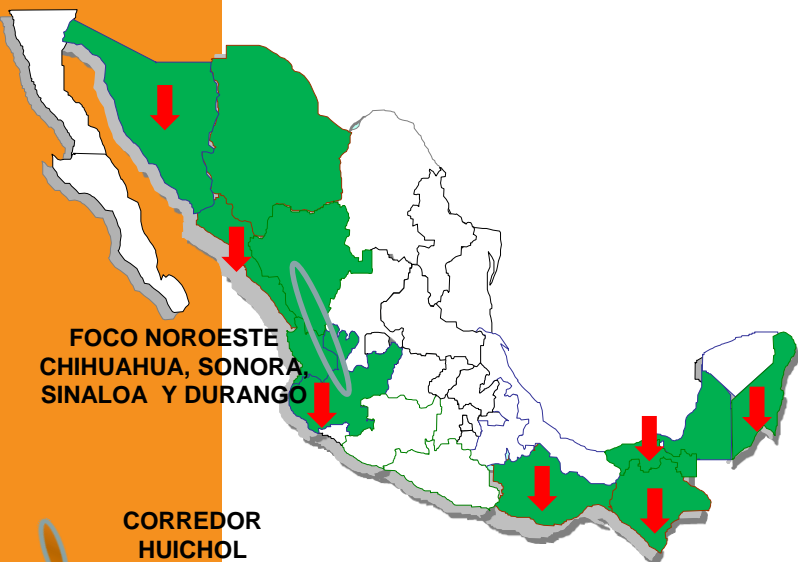 FOCO NOROESTE
CHIHUAHUA, SONORA,
SINALOA Y DURANGO
CORREDOR
HUICHOL